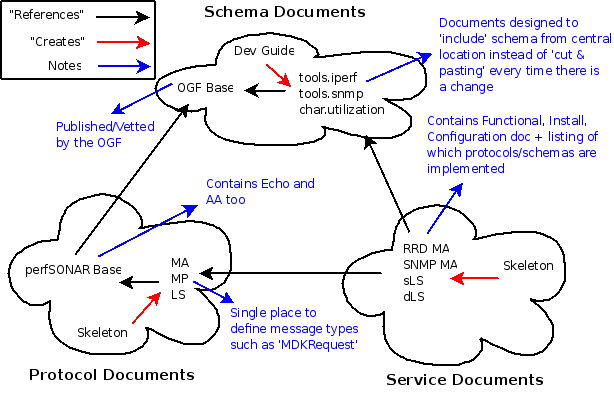 Schema Documents
"References"
"Creates"
Notes
Dev Guide
OGF Base
tools.iperf
tools.snmp
char.utilization
Documents designed to
'include' schema from central
location instead of 'cut &
pasting' every time there is
a change
Published/Vetted
by the OGF
Contains Functional, Install,
Configuration doc + listing of
which protocols/schemas are
implemented
Contains Echo and
AA too
perfSONAR Base
MA
MP
LS
Skeleton
Single place to
define message types
such as 'MDKRequest'
RRD MA
SNMP MA
sLS
dLS
Skeleton
Protocol Documents
Service Documents